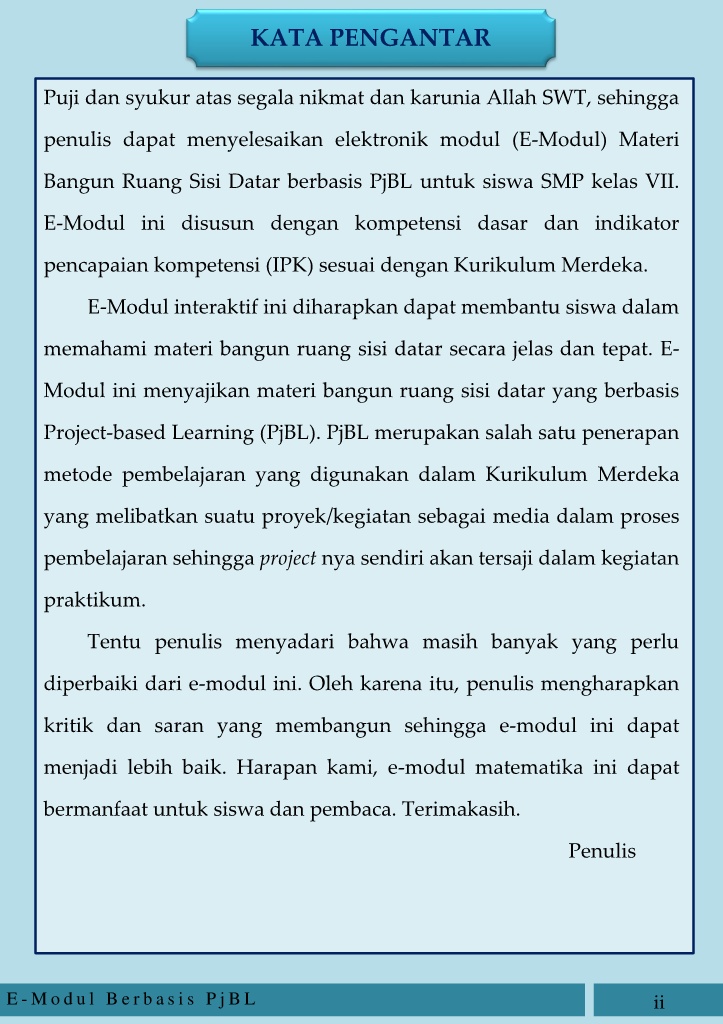 KATA PENGANTAR
Puji dan syukur atas segala nikmat dan karunia Allah SWT, sehingga
penulis dapat menyelesaikan elektronik modul (E-Modul) Materi
Bangun Ruang Sisi Datar berbasis PjBL untuk siswa SMP kelas VII.
E-Modul ini disusun dengan kompetensi dasar dan indikator
pencapaian kompetensi (IPK) sesuai dengan Kurikulum Merdeka.
E-Modul interaktif ini diharapkan dapat membantu siswa dalam
memahami materi bangun ruang sisi datar secara jelas dan tepat. E-
Modul ini menyajikan materi bangun ruang sisi datar yang berbasis
Project-based Learning (PjBL). PjBL merupakan salah satu penerapan
metode pembelajaran yang digunakan dalam Kurikulum Merdeka
yang melibatkan suatu proyek/kegiatan sebagai media dalam proses
pembelajaran sehingga project nya sendiri akan tersaji dalam kegiatan
praktikum.
Tentu penulis menyadari bahwa masih banyak yang perlu
diperbaiki dari e-modul ini. Oleh karena itu, penulis mengharapkan
kritik dan saran yang membangun sehingga e-modul ini dapat
menjadi lebih baik. Harapan kami, e-modul matematika ini dapat
bermanfaat untuk siswa dan pembaca. Terimakasih.
Penulis
E-Modul Berbasis PjBL
ii